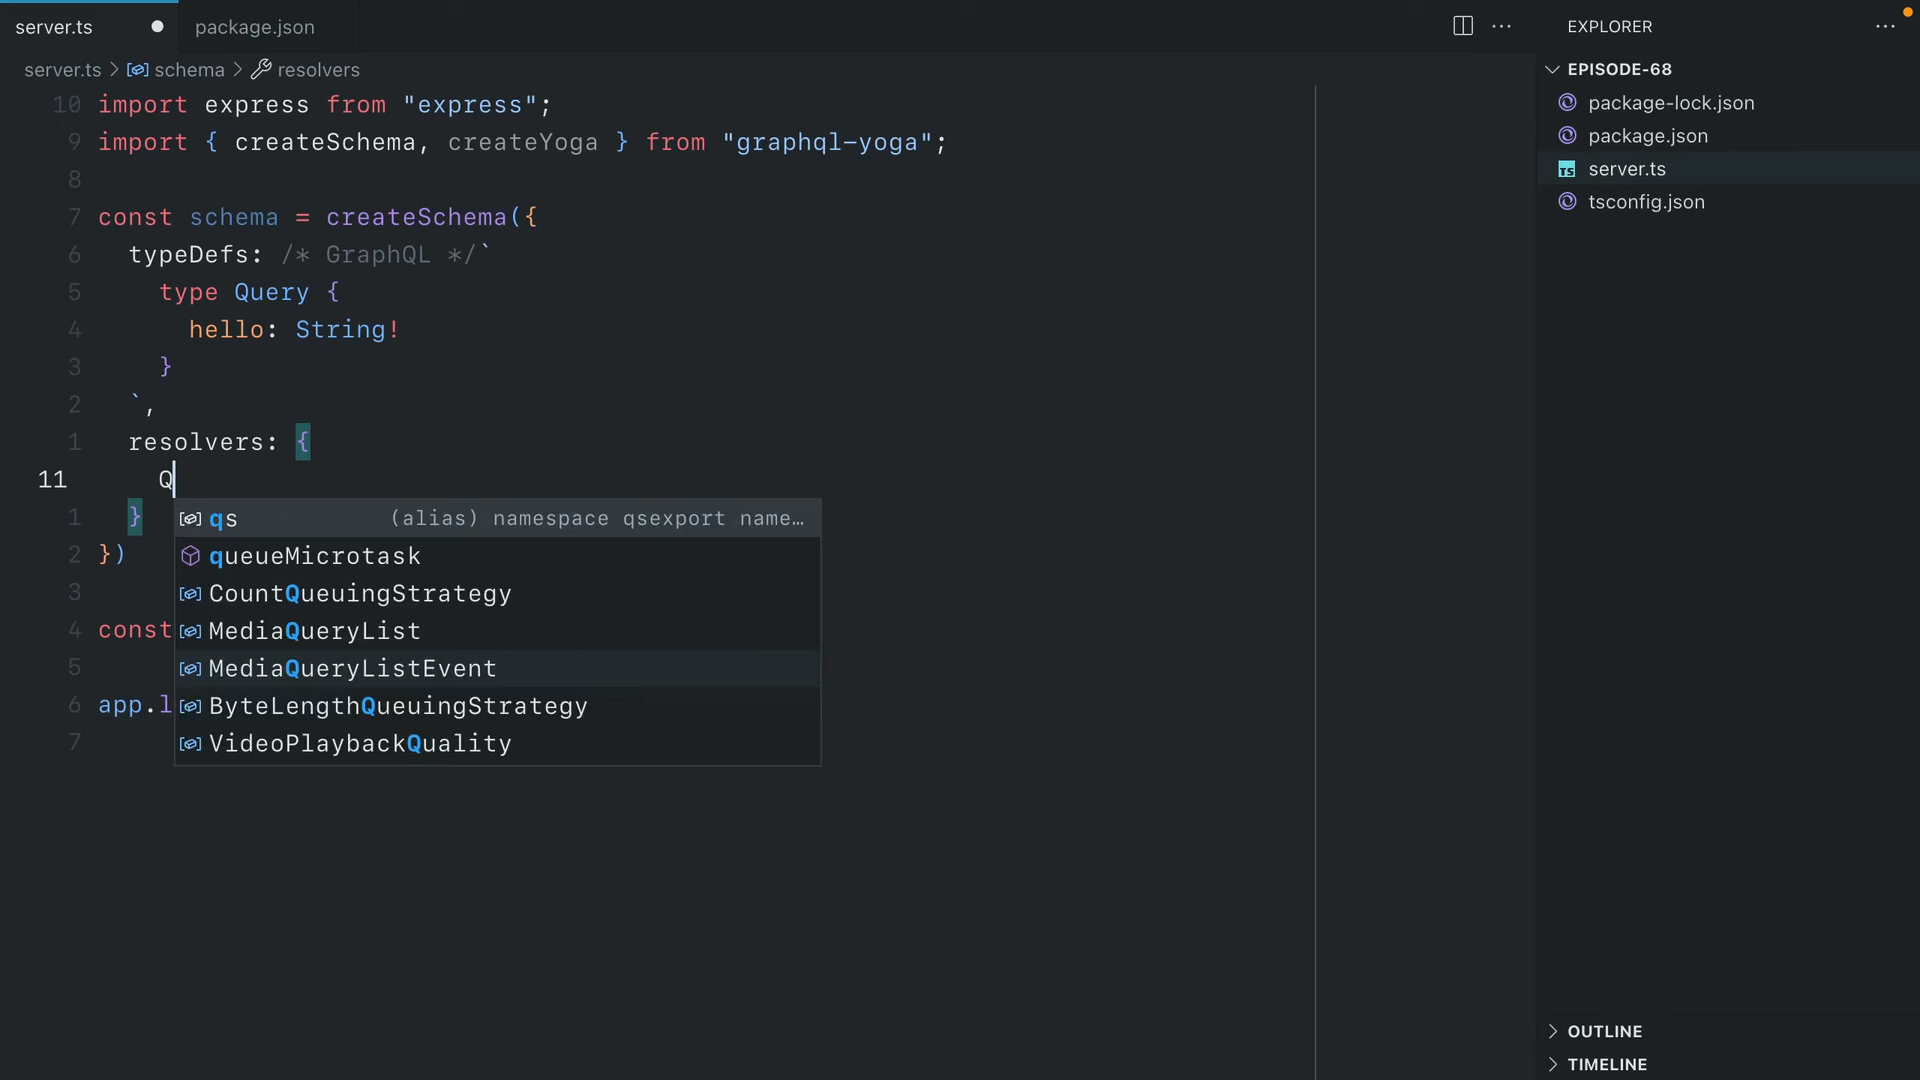 server.ts
package.json
EXPLORER
server.ts schema resolvers
EPISODE-68
package-lock.json
package.json
server.ts
tsconfig.json
10 import express from "express";
9 import { createSchema, createYoga } from "graphql-yoga";
8
7 const schema = createSchema({
6 typeDefs: /* GraphQL */`
5 type Query {
4 hello: String!
3 }
2 `,
1 resolvers: {
11 Q
1 }
2 })
3
4 const
5
6 app.l
7
qs (alias) namespace qsexport name…
queueMicrotask
CountQueuingStrategy
MediaQueryList
MediaQueryListEvent
ByteLengthQueuingStrategy
VideoPlaybackQuality
OUTLINE
TIMELINE